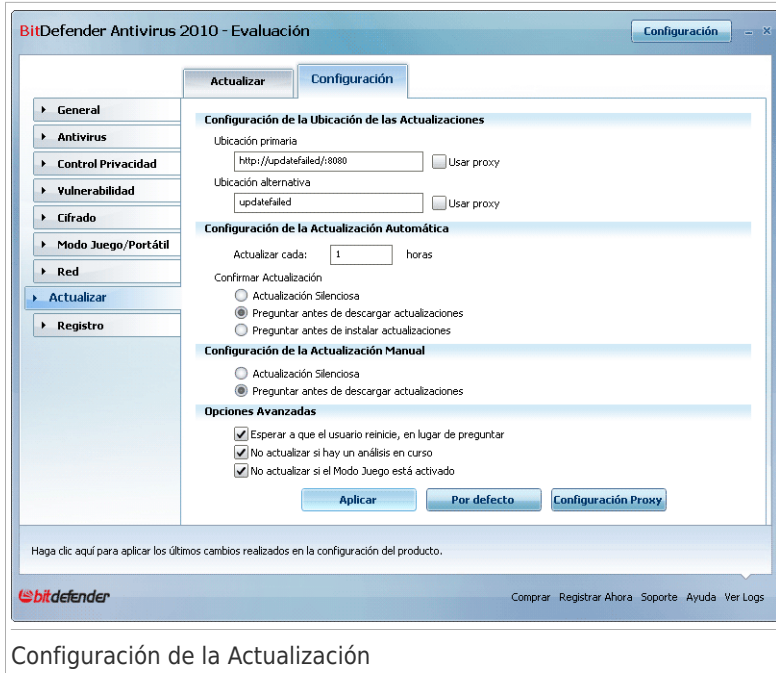 BitDefender Antivirus 2010 - Evaluación
Configuración
Actualizar
Configuración
General
Antivirus
Control Privacidad
Vulnerabilidad
Cifrado
Modo Juego/Portátil
Red
Actualizar
Registro
Configuración de la Ubicación de las Actualizaciones
Ubicación primaria
http://updatefailed/:8080
Usar proxy
Ubicación alternativa
updatefailed
Usar proxy
Configuración de la Actualización Automática
Actualizar cada: 1 horas
Confirmar Actualización
Actualización Silenciosa
Preguntar antes de descargar actualizaciones
Preguntar antes de instalar actualizaciones
Configuración de la Actualización Manual
Actualización Silenciosa
Preguntar antes de descargar actualizaciones
Opciones Avanzadas
Esperar a que el usuario reinicie, en lugar de preguntar
No actualizar si hay un análisis en curso
No actualizar si el Modo Juego está activado
Aplicar
Por defecto
Configuración Proxy
Haga clic aquí para aplicar los últimos cambios realizados en la configuración del producto.
bitdefender
Comprar Registrar Ahora Soporte Ayuda Ver Logs
Configuración de la Actualización